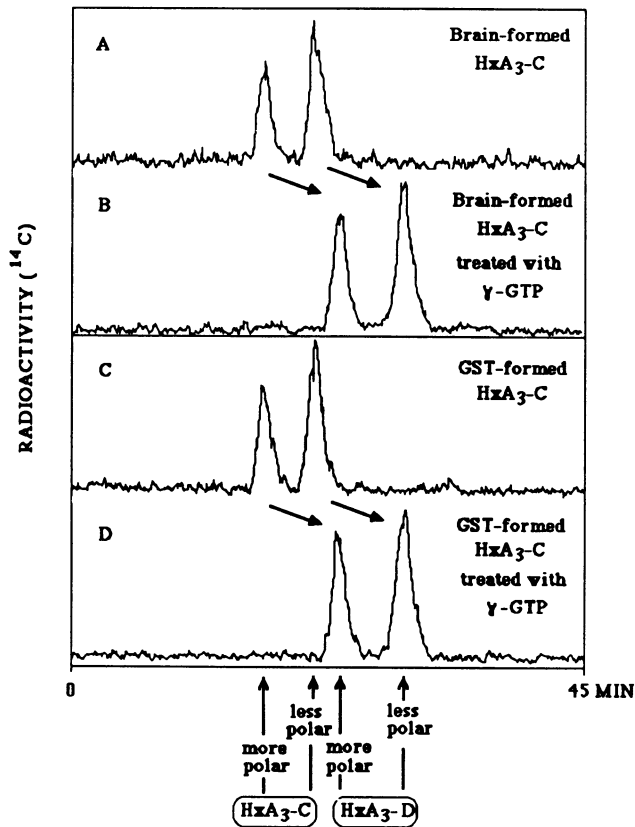 A
Brain-formed
HxA3-C
B
Brain-formed
HxA3-C
treated with
γ-GTP
C
GST-formed
HxA3-C
D
GST-formed
HxA3-C
treated with
γ-GTP
RADIOACTIVITY (14C)
0
45 MIN
more
polar
less
polar
more
polar
less
polar
HxA3-C
HxA3-D